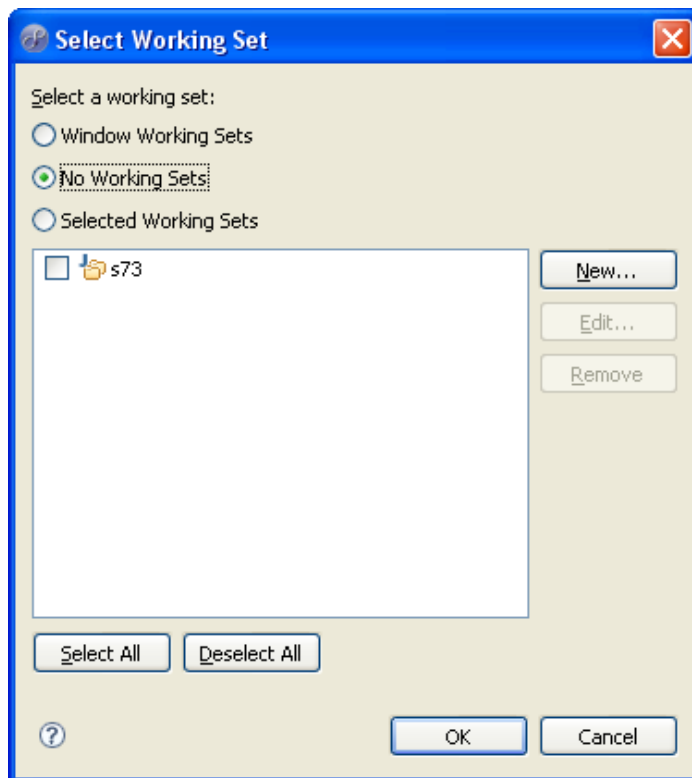 Select Working Set
Select a working set:
Window Working Sets
No Working Sets
Selected Working Sets
s73
New...
Edit...
Remove
Select All
Deselect All
?
OK
Cancel